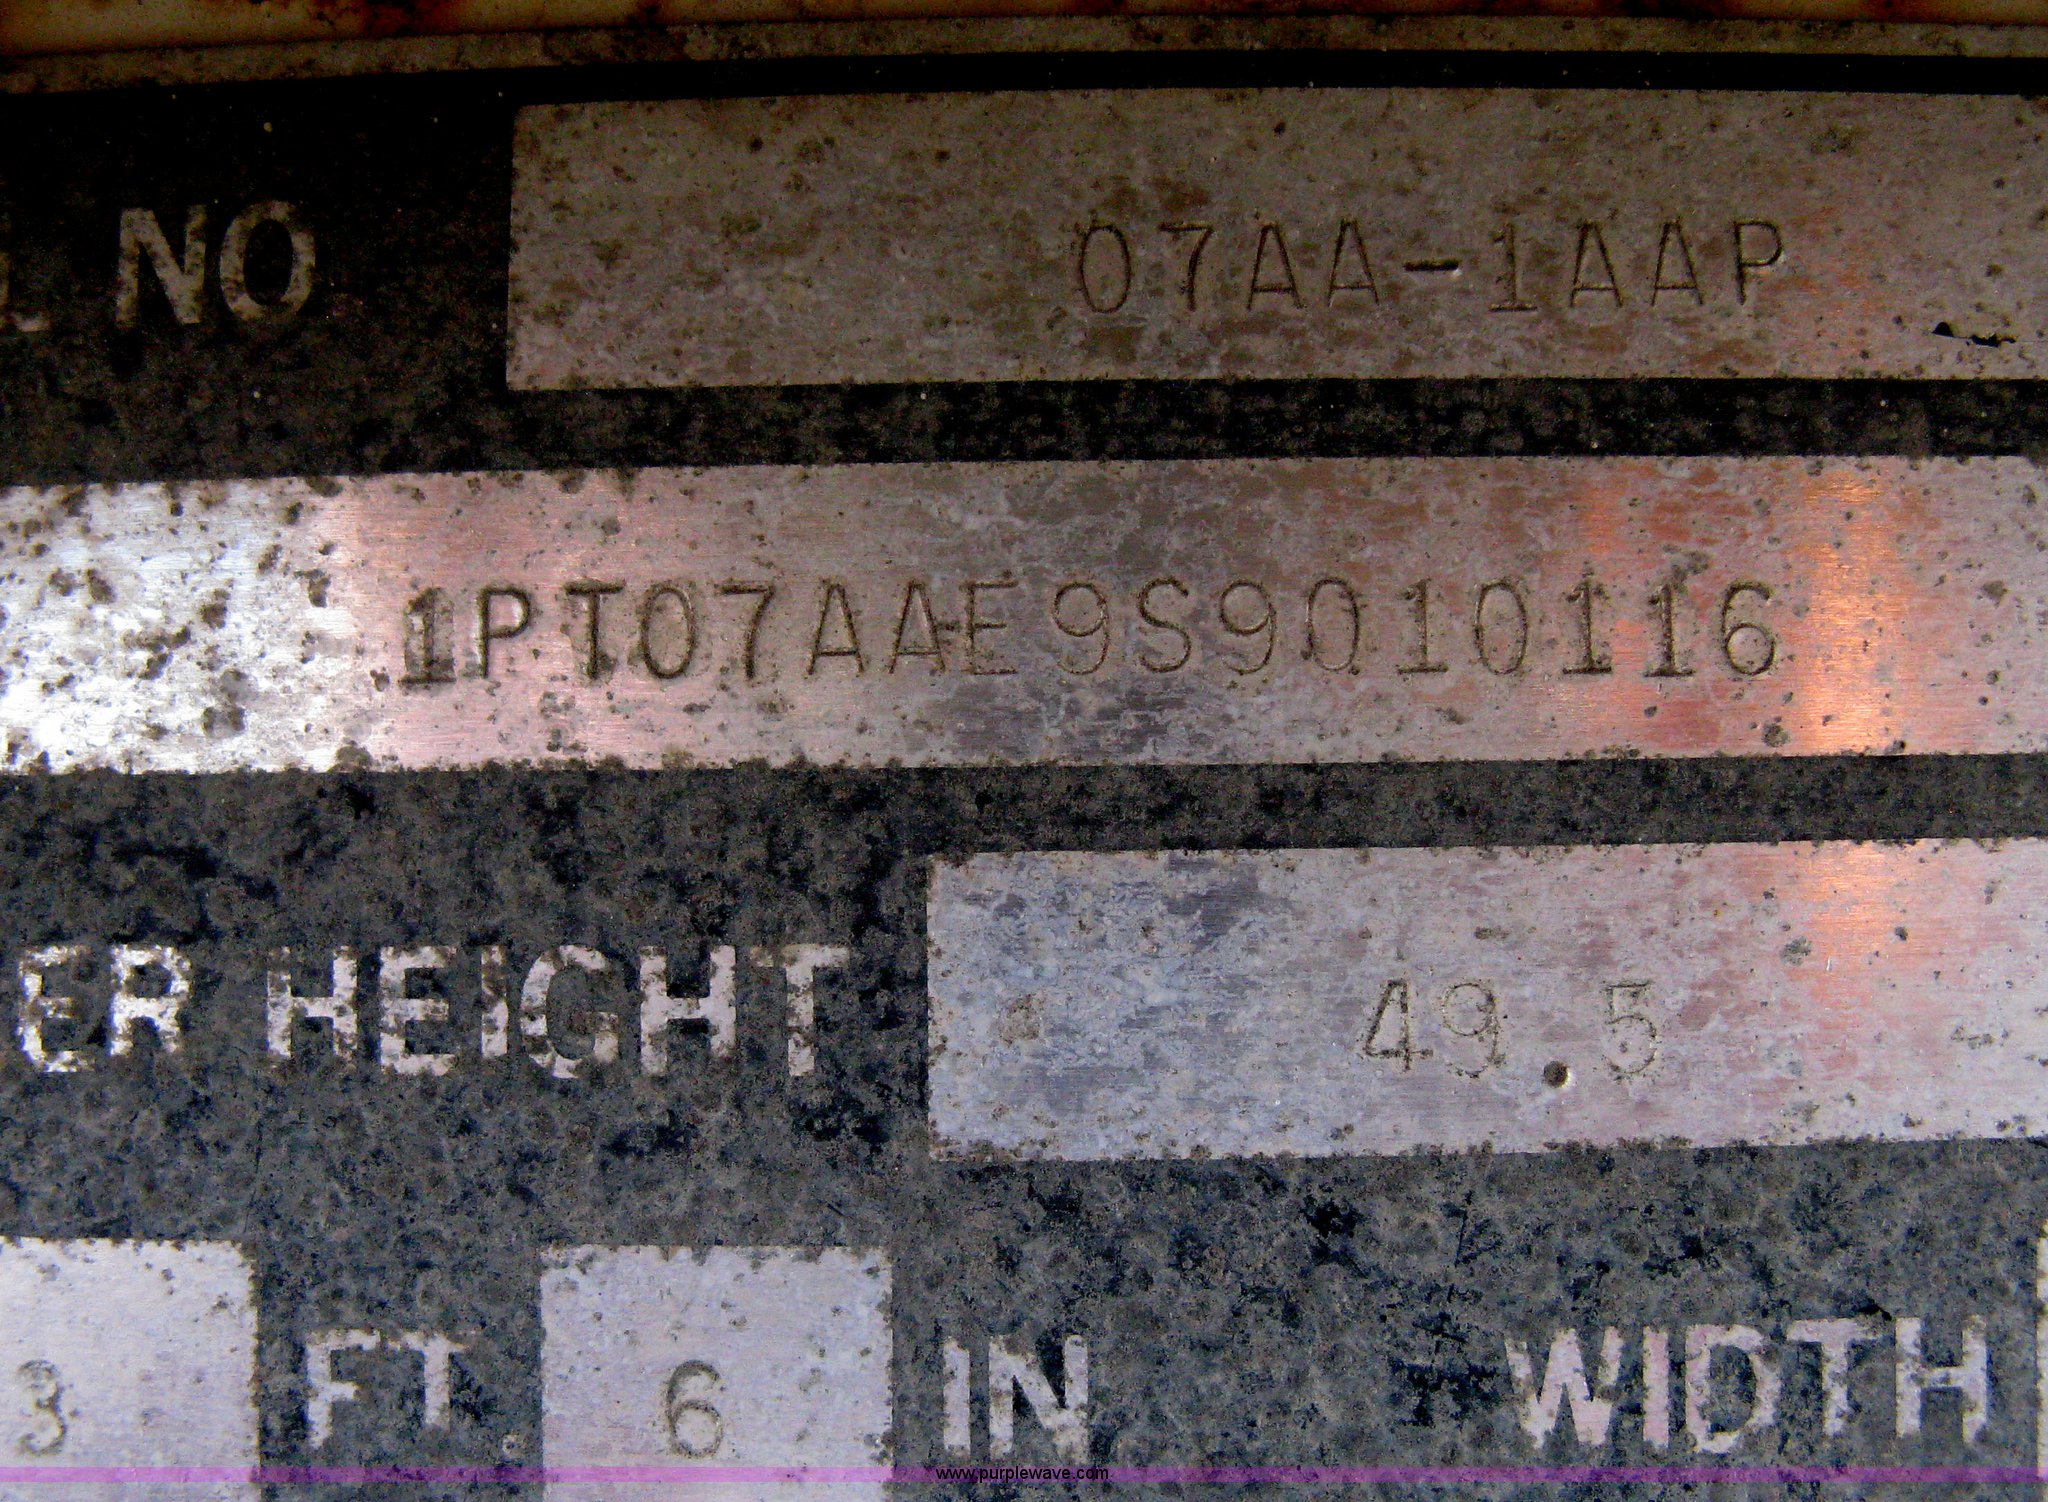 L NO 07AA-1AAP
1PT07AAE9S9010116
ER HEIGHT 49.5
3 FT 6 IN WIDTH
www.purplewave.com